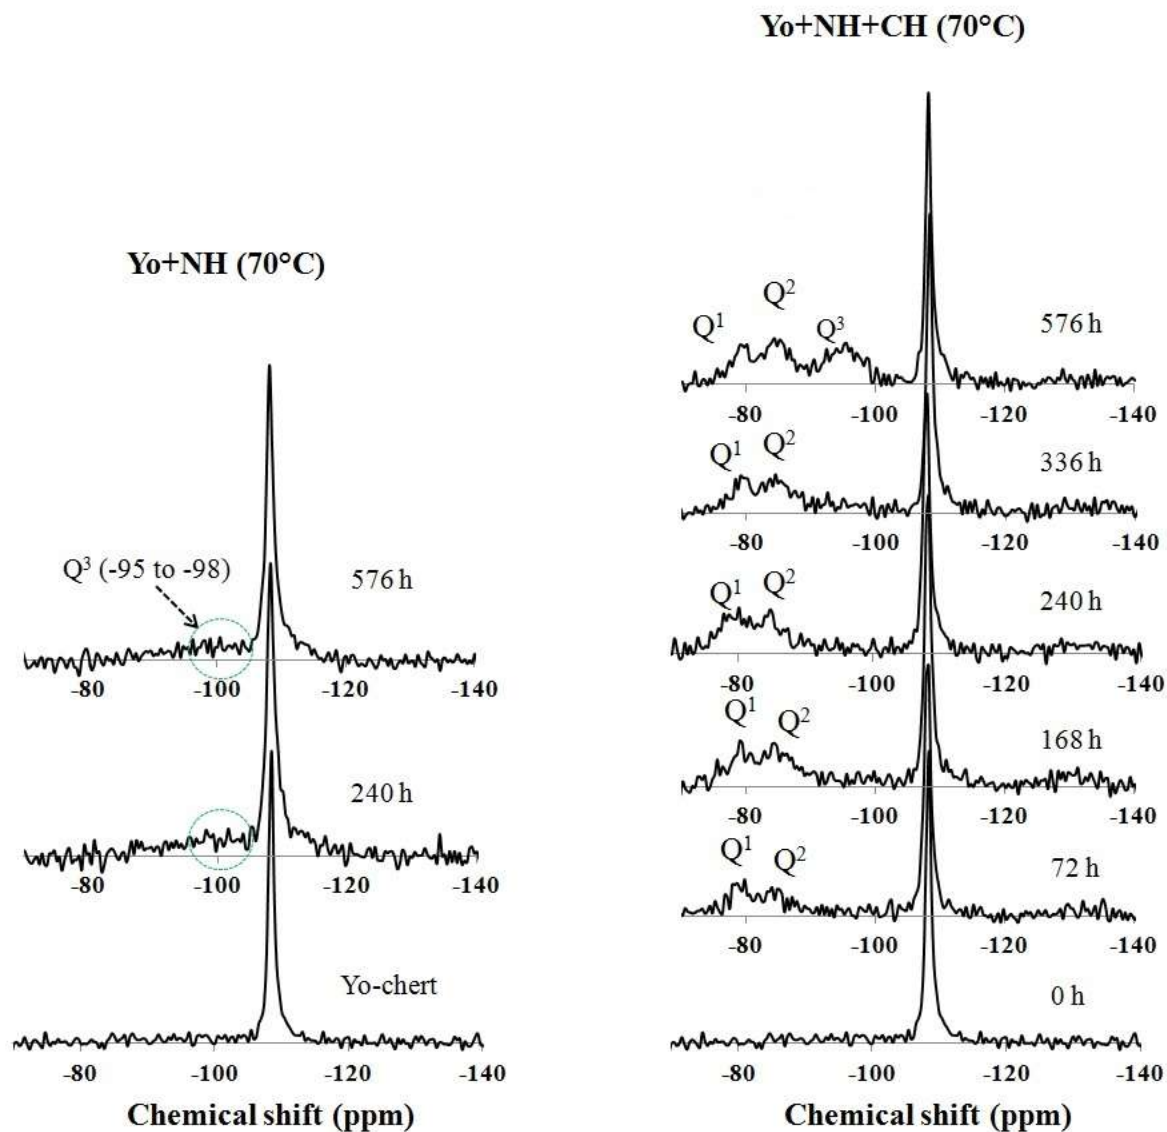 Yo+NH (70°C)
Q³ (-95 to -98)
576 h
-80 -100 -120 -140
240 h
-80 -100 -120 -140
Yo-chert
-80 -100 -120 -140
Chemical shift (ppm)
Yo+NH+CH (70°C)
Q¹ Q² Q³ 576 h
-80 -100 -120 -140
Q¹ Q² 336 h
-80 -100 -120 -140
Q¹ Q² 240 h
-80 -100 -120 -140
Q¹ Q² 168 h
-80 -100 -120 -140
Q¹ Q² 72 h
-80 -100 -120 -140
0 h
-80 -100 -120 -140
Chemical shift (ppm)